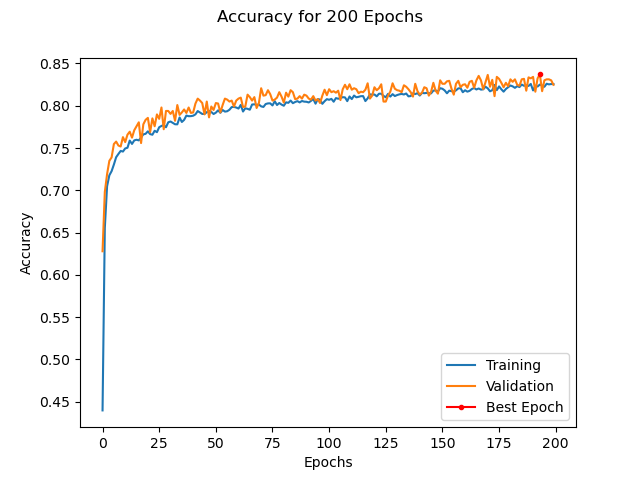 Accuracy for 200 Epochs
0.85
0.80
0.75
0.70
0.65
0.60
0.55
0.50
0.45
Accuracy
0 25 50 75 100 125 150 175 200
Epochs
Training
Validation
Best Epoch